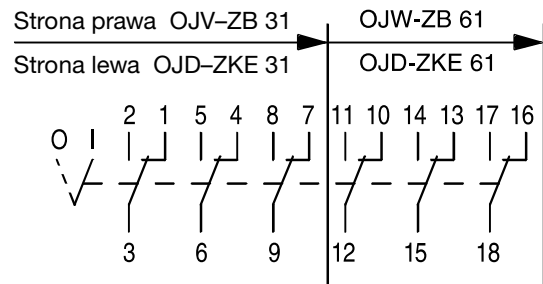 Strona prawa OJV–ZB 31 OJW-ZB 61
Strona lewa OJD–ZKE 31 OJD-ZKE 61
O I 2 1 5 4 8 7 11 10 14 13 17 16
3 6 9 12 15 18